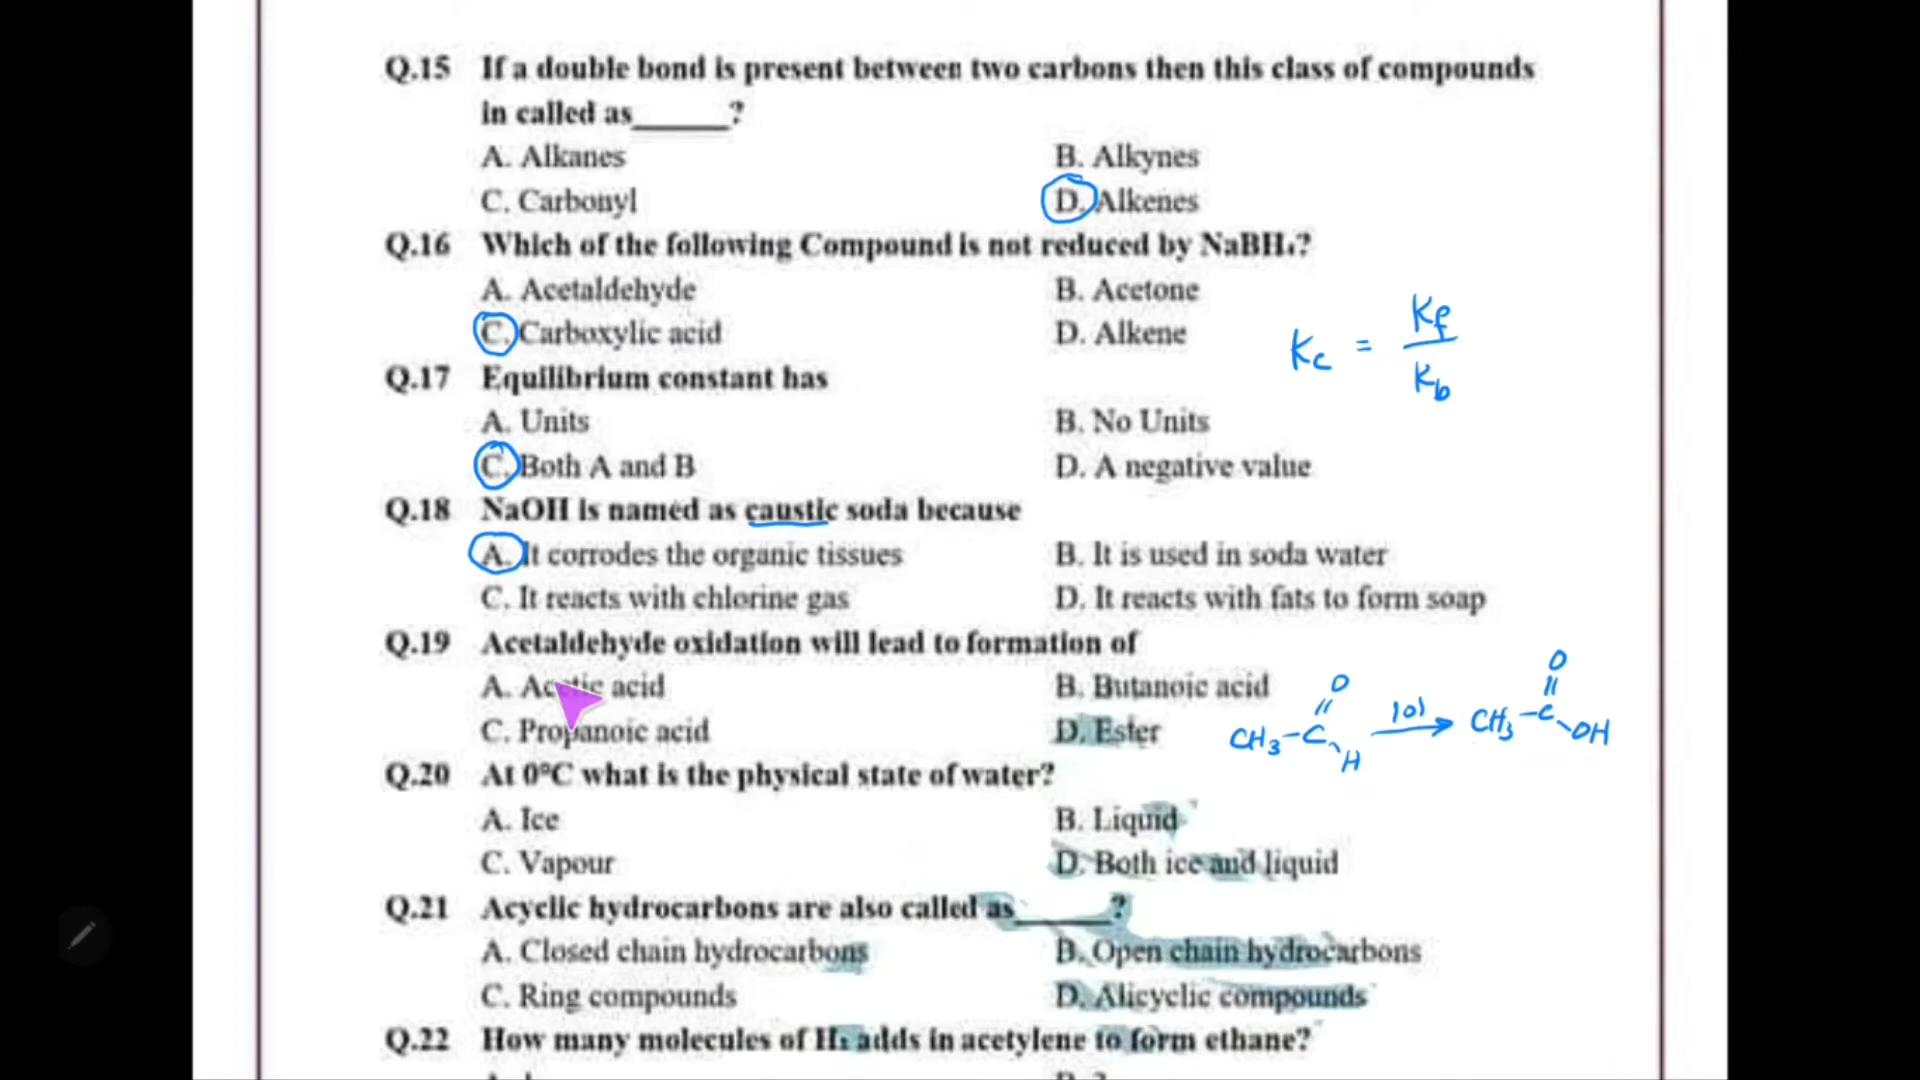 Q.15 If a double bond is present between two carbons then this class of compounds
in called as______?
A. Alkanes B. Alkynes
C. Carbonyl D. Alkenes
Q.16 Which of the following Compound is not reduced by NaBH₄?
A. Acetaldehyde B. Acetone
C. Carboxylic acid D. Alkene
Kc = Kf / Kb
Q.17 Equilibrium constant has
A. Units B. No Units
C. Both A and B D. A negative value
Q.18 NaOH is named as caustic soda because
A. It corrodes the organic tissues B. It is used in soda water
C. It reacts with chlorine gas D. It reacts with fats to form soap
Q.19 Acetaldehyde oxidation will lead to formation of
A. Acetic acid B. Butanoic acid
C. Propanoic acid D. Ester
O O
CH₃-C H |O| CH₃-C OH
Q.20 At 0°C what is the physical state of water?
A. Ice B. Liquid
C. Vapour D. Both ice and liquid
Q.21 Acyclic hydrocarbons are also called as______?
A. Closed chain hydrocarbons B. Open chain hydrocarbons
C. Ring compounds D. Alicyclic compounds
Q.22 How many molecules of H₂ adds in acetylene to form ethane?